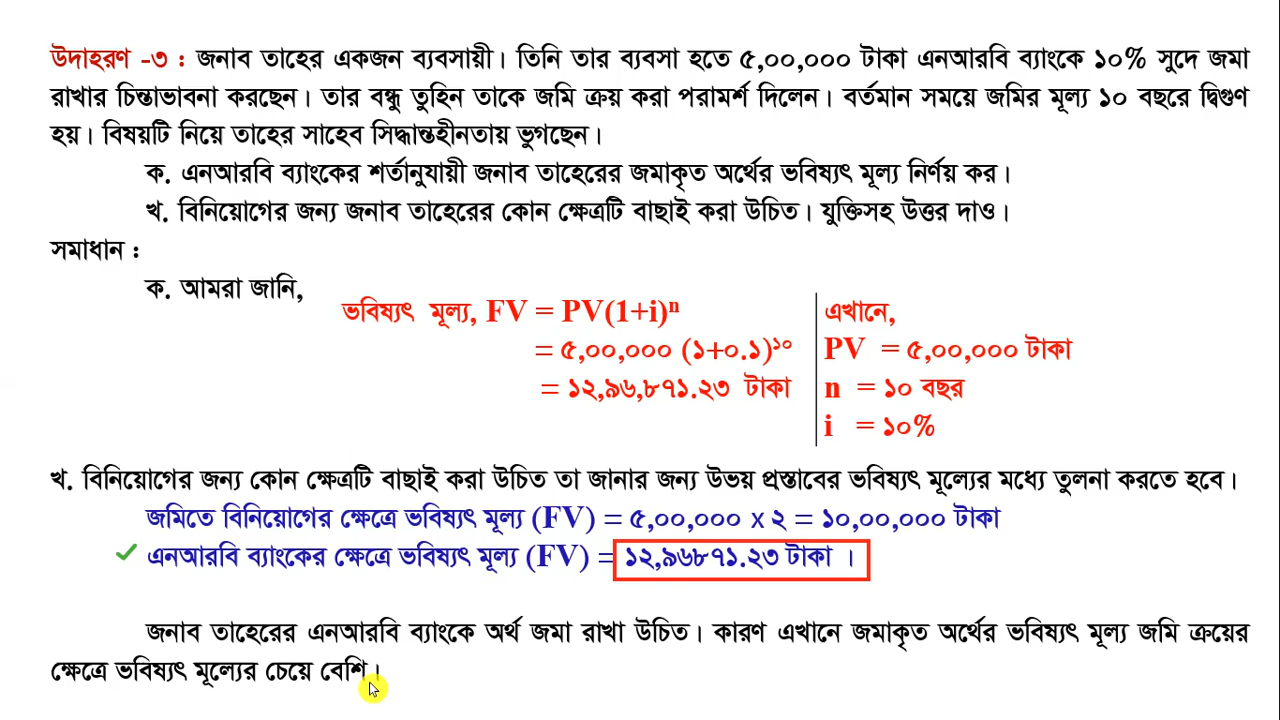 উদাহরণ -৩ : জনাব তাহের একজন ব্যবসায়ী। তিনি তার ব্যবসা হতে ৫,০০,০০০ টাকা এনআরবি ব্যাংকে ১০% সুদে জমা
রাখার চিন্তাভাবনা করছেন। তার বন্ধু তুহিন তাকে জমি ক্রয় করা পরামর্শ দিলেন। বর্তমান সময়ে জমির মূল্য ১০ বছরে দ্বিগুণ
হয়। বিষয়টি নিয়ে তাহের সাহেব সিদ্ধান্তহীনতায় ভুগছেন।
ক. এনআরবি ব্যাংকের শর্তানুযায়ী জনাব তাহেরের জমাকৃত অর্থের ভবিষ্যৎ মূল্য নির্ণয় কর।
খ. বিনিয়োগের জন্য জনাব তাহেরের কোন ক্ষেত্রটি বাছাই করা উচিত। যুক্তিসহ উত্তর দাও।
সমাধান :
ক. আমরা জানি,
ভবিষ্যৎ মূল্য, FV = PV(1+i)ⁿ
= ৫,০০,০০০ (১+০.১)^১০
= ১২,৯৬,৮৭১.২৩ টাকা
এখানে,
PV = ৫,০০,০০০ টাকা
n = ১০ বছর
i = ১০%
খ. বিনিয়োগের জন্য কোন ক্ষেত্রটি বাছাই করা উচিত তা জানার জন্য উভয় প্রস্তাবের ভবিষ্যৎ মূল্যের মধ্যে তুলনা করতে হবে।
জমিতে বিনিয়োগের ক্ষেত্রে ভবিষ্যৎ মূল্য (FV) = ৫,০০,০০০ x ২ = ১০,০০,০০০ টাকা
✓ এনআরবি ব্যাংকের ক্ষেত্রে ভবিষ্যৎ মূল্য (FV) = ১২,৯৬৮৭১.২৩ টাকা ।
জনাব তাহেরের এনআরবি ব্যাংকে অর্থ জমা রাখা উচিত। কারণ এখানে জমাকৃত অর্থের ভবিষ্যৎ মূল্য জমি ক্রয়ের
ক্ষেত্রে ভবিষ্যৎ মূল্যের চেয়ে বেশি।